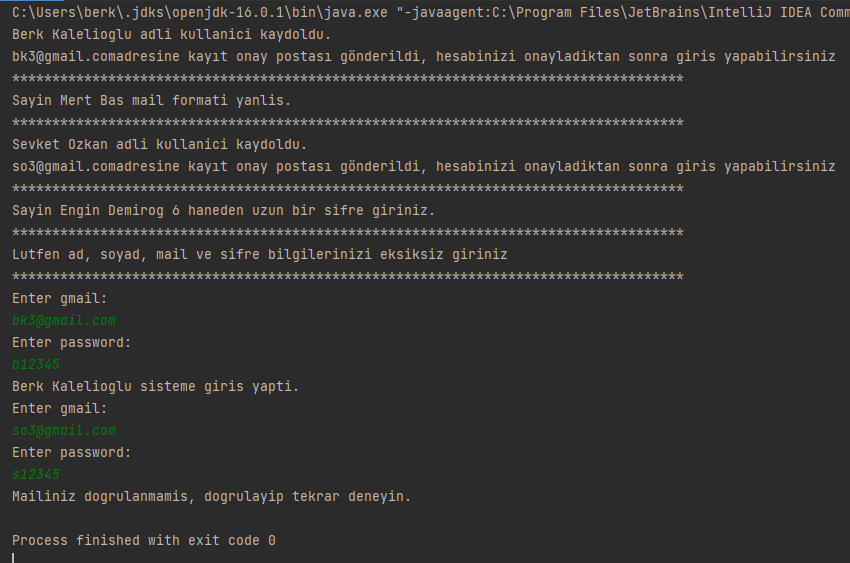 C:\Users\berk\.jdks\openjdk-16.0.1\bin\java.exe "-javaagent:C:\Program Files\JetBrains\IntelliJ IDEA Comm
Berk Kalelioglu adli kullanici kaydoldu.
bk3@gmail.comadresine kayıt onay postası gönderildi, hesabinizi onayladiktan sonra giris yapabilirsiniz
************************************************************************************
Sayin Mert Bas mail formati yanlis.
************************************************************************************
Sevket Ozkan adli kullanici kaydoldu.
so3@gmail.comadresine kayıt onay postası gönderildi, hesabinizi onayladiktan sonra giris yapabilirsiniz
************************************************************************************
Sayin Engin Demirog 6 haneden uzun bir sifre giriniz.
************************************************************************************
Lutfen ad, soyad, mail ve sifre bilgilerinizi eksiksiz giriniz
************************************************************************************
Enter gmail:
bk3@gmail.com
Enter password:
b12345
Berk Kalelioglu sisteme giris yapti.
Enter gmail:
so3@gmail.com
Enter password:
s12345
Mailiniz dogrulanmamis, dogrulayip tekrar deneyin.
Process finished with exit code 0